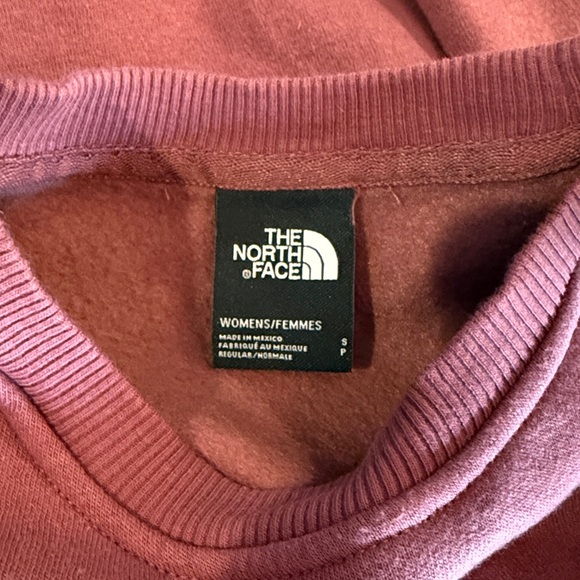 THE
NORTH
FACE
WOMENS/FEMMES
MADE IN MEXICO
FABRIQUÉ AU MEXIQUE
REGULAR/NORMALE
S
P